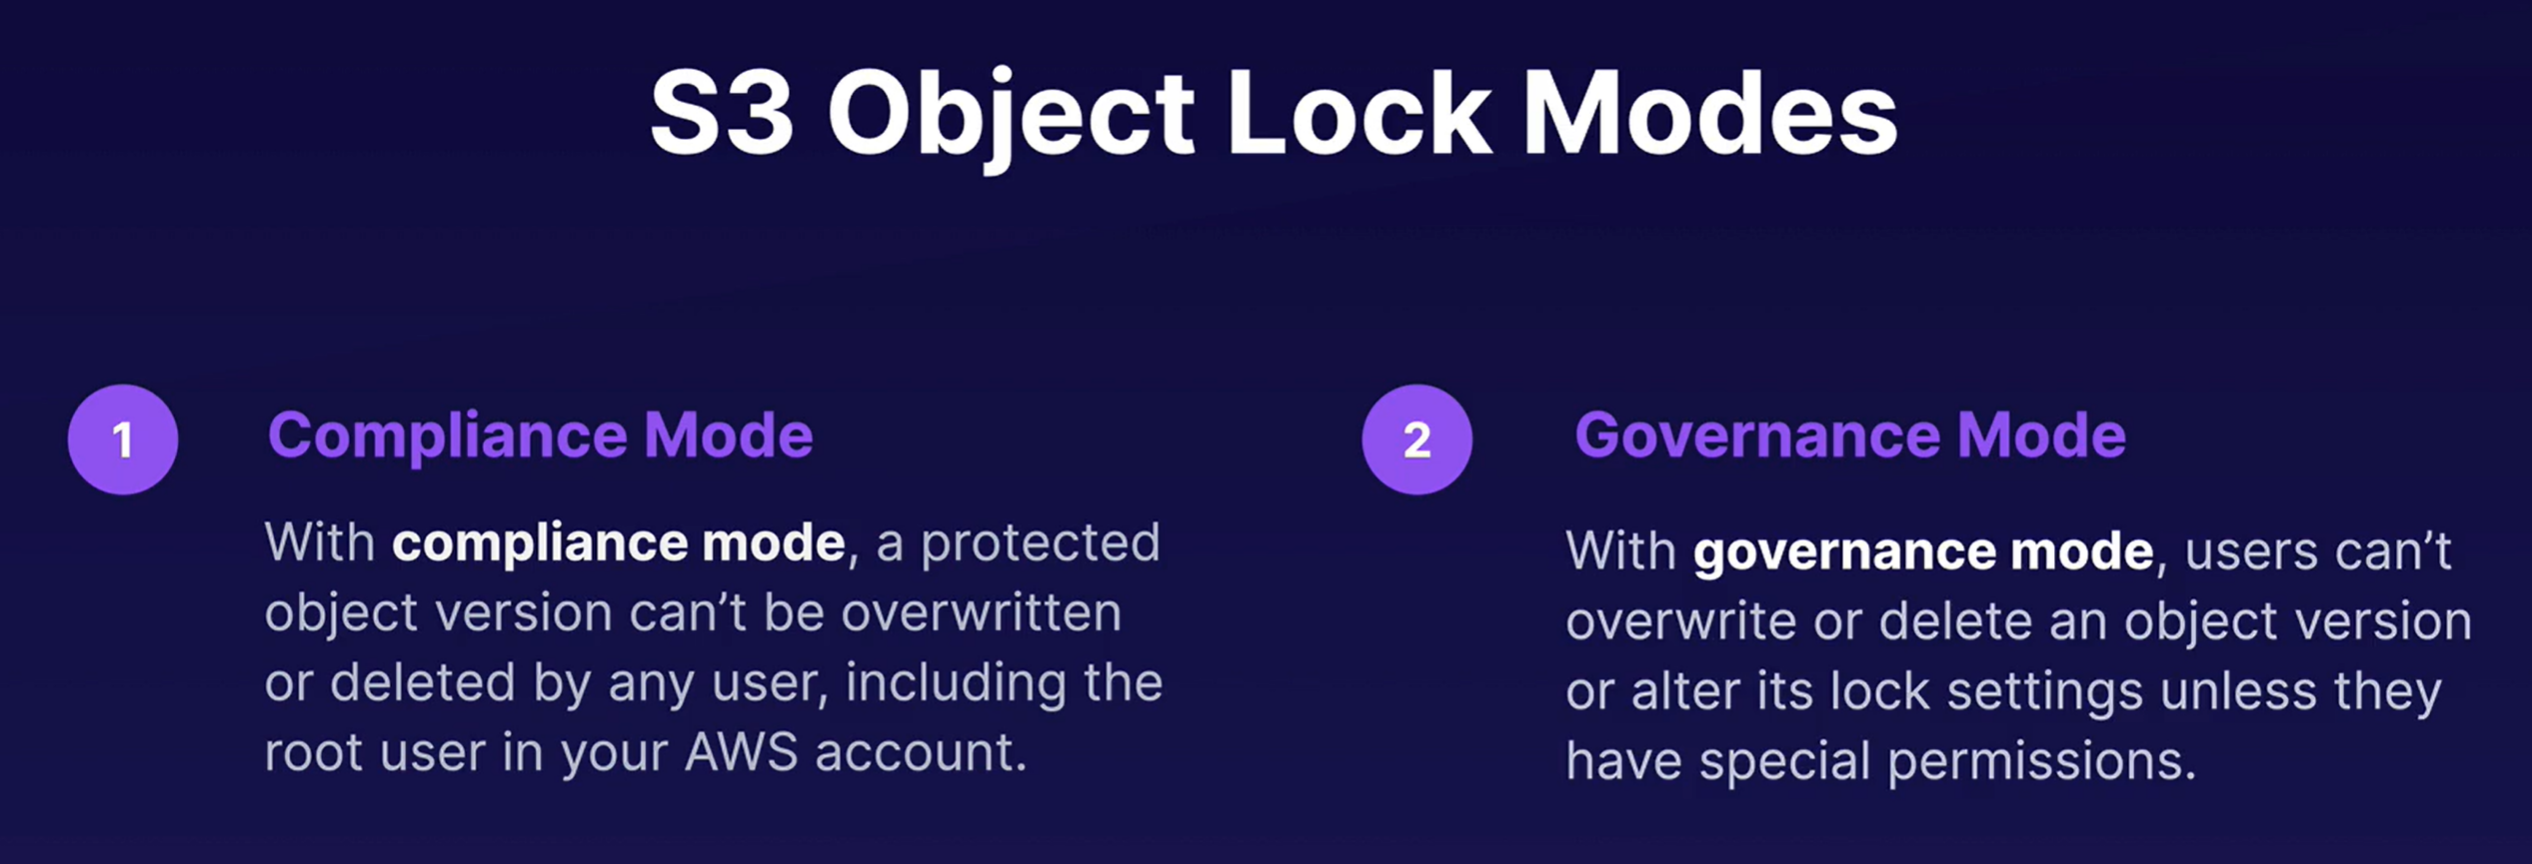 S3 Object Lock Modes
1
Compliance Mode
With compliance mode, a protected
object version can’t be overwritten
or deleted by any user, including the
root user in your AWS account.
2
Governance Mode
With governance mode, users can’t
overwrite or delete an object version
or alter its lock settings unless they
have special permissions.